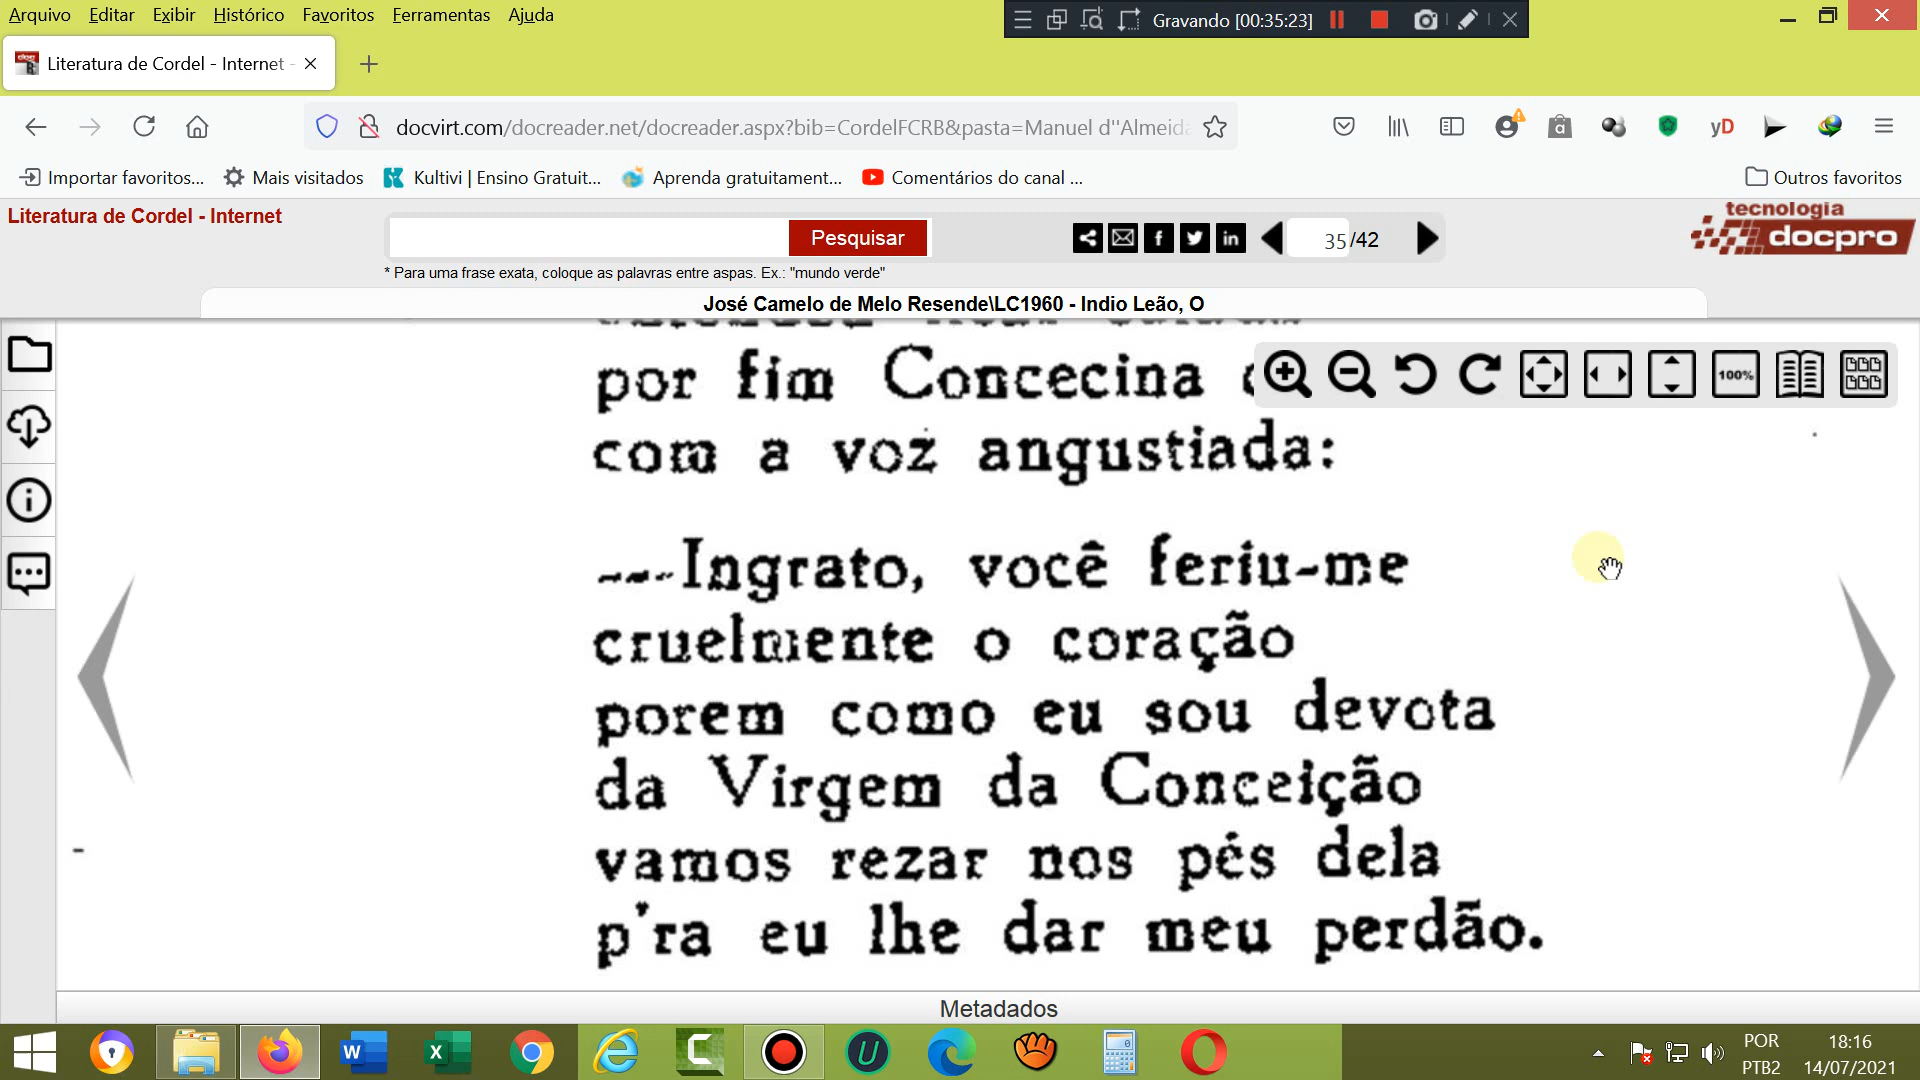 Arquivo Editar Exibir Histórico Favoritos Ferramentas Ajuda
Gravando [00:35:23]
Literatura de Cordel - Internet -
docvirt.com/docreader.net/docreader.aspx?bib=CordelFCRB&pasta=Manuel d''Almeida
Importar favoritos... Mais visitados Kultivi | Ensino Gratuit... Aprenda gratuitament... Comentários do canal ... Outros favoritos
Literatura de Cordel - Internet
Pesquisar
35 /42
tecnologia
docpro
* Para uma frase exata, coloque as palavras entre aspas. Ex.: "mundo verde"
José Camelo de Melo Resende\LC1960 - Indio Leão, O
por fim Concecina
100%
com a voz angustiada:
---Ingrato, você feriu-me
cruelmente o coração
porem como eu sou devota
da Virgem da Conceição
vamos rezar nos pés dela
p'ra eu lhe dar meu perdão.
Metadados
POR
PTB2
18:16
14/07/2021